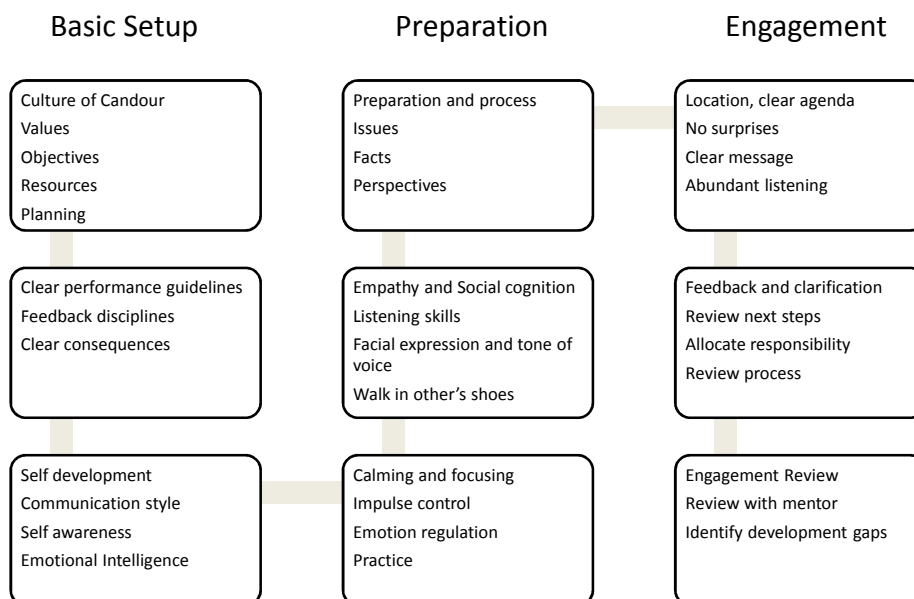 Basic Setup
Preparation
Engagement
Culture of Candour
Values
Objectives
Resources
Planning
Clear performance guidelines
Feedback disciplines
Clear consequences
Self development
Communication style
Self awareness
Emotional Intelligence
Preparation and process
Issues
Facts
Perspectives
Empathy and Social cognition
Listening skills
Facial expression and tone of
voice
Walk in other's shoes
Calming and focusing
Impulse control
Emotion regulation
Practice
Location, clear agenda
No surprises
Clear message
Abundant listening
Feedback and clarification
Review next steps
Allocate responsibility
Review process
Engagement Review
Review with mentor
Identify development gaps